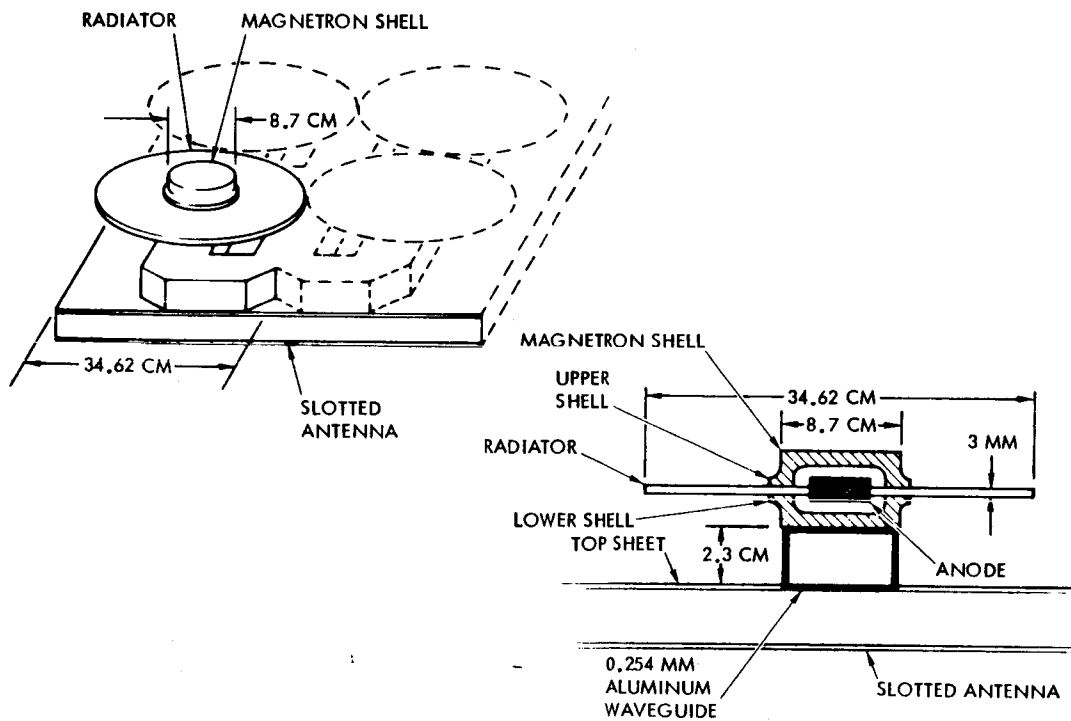 RADIATOR
MAGNETRON SHELL
8.7 CM
34.62 CM
SLOTTED
ANTENNA
MAGNETRON SHELL
UPPER
SHELL
34.62 CM
8.7 CM
3 MM
RADIATOR
LOWER SHELL
TOP SHEET
2.3 CM
ANODE
0.254 MM
ALUMINUM
WAVEGUIDE
SLOTTED ANTENNA